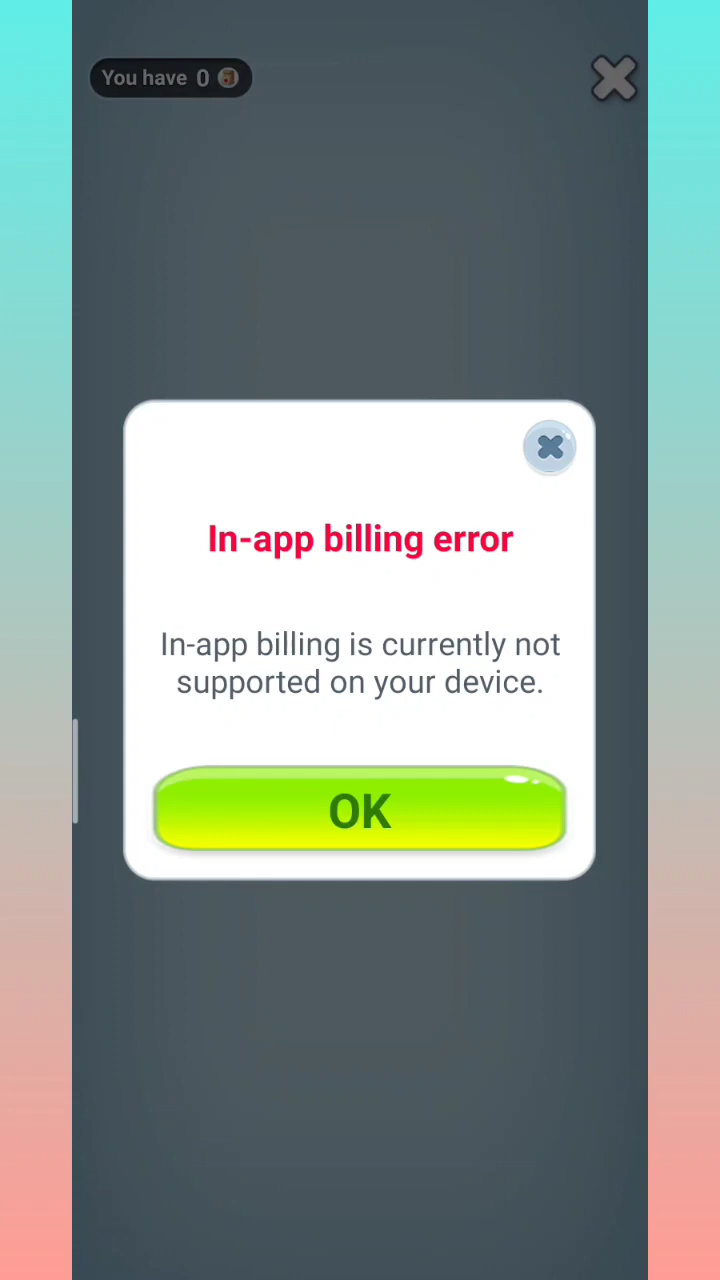 You have 0
In-app billing error
In-app billing is currently not
supported on your device.
OK